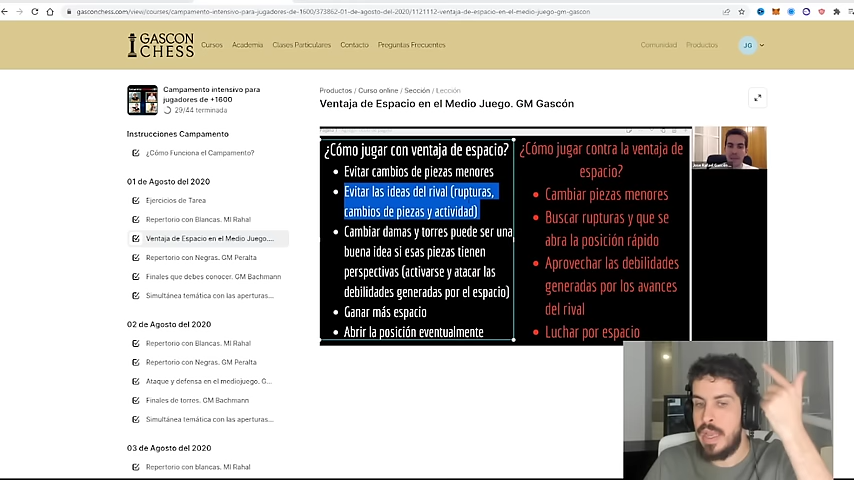 gasconchess.com/view/courses/campamento-intensivo-para-jugadores-de-1600/373862-01-de-agosto-del-2020/1121112-ventaja-de-espacio-en-el-medio-juego-gm-gascon
GASCON
CHESS
Cursos
Academia
Clases Particulares
Contacto
Preguntas Frecuentes
Comunidad
Productos
JG
Campamento intensivo para
jugadores de +1600
29/44 terminada
Instrucciones Campamento
¿Cómo Funciona el Campamento?
01 de Agosto del 2020
Ejercicios de Tarea
Repertorio con Blancas. MI Rahal
Ventaja de Espacio en el Medio Juego....
Repertorio con Negras. GM Peralta
Finales que debes conocer. GM Bachmann
Simultánea temática con las aperturas...
02 de Agosto del 2020
Repertorio con Blancas. MI Rahal
Repertorio con Negras. GM Peralta
Ataque y defensa en el mediojuego. G...
Finales de torres. GM Bachmann
Simultánea temática con las aperturas...
03 de Agosto del 2020
Repertorio con blancas. MI Rahal
Productos / Curso online / Sección / Lección
Ventaja de Espacio en el Medio Juego. GM Gascón
¿Cómo jugar con ventaja de espacio?
Evitar cambios de piezas menores
Evitar las ideas del rival (rupturas,
cambios de piezas y actividad)
Cambiar damas y torres puede ser una
buena idea si esas piezas tienen
perspectivas (activarse y atacar las
debilidades generadas por el espacio)
Ganar más espacio
Abrir la posición eventualmente
¿Cómo jugar contra la ventaja de
espacio?
Cambiar piezas menores
Buscar rupturas y que se
abra la posición rápido
Aprovechar las debilidades
generadas por los avances
del rival
Luchar por espacio